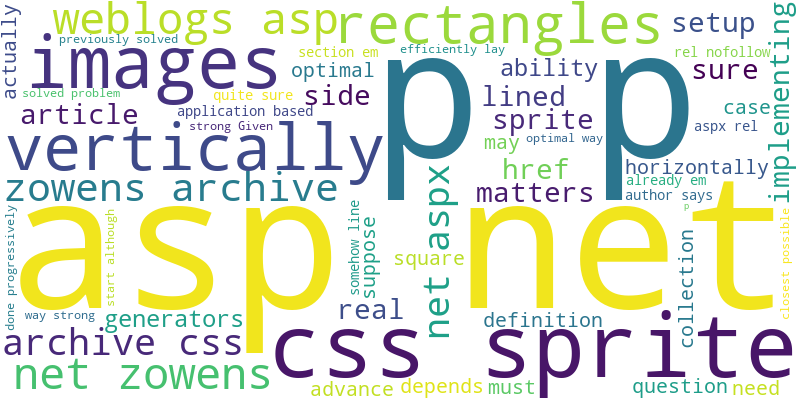 weblogs asp
rectangles
setup
actually
previously solved
images
section em
efficiently lay
rel nofollow
implementing
solved problem
optimal
ability
sure
quite sure
side
lined
case
article
application based
sprite
strong Given
p p
may
optimal way
aspx rel
vertically
href
horizontally
zowens archive
matters
already em
author says
p
asp net
done progressively
start although
somehow line
suppose
net aspx
square
collection
closest possible
way strong
generators
real
definition
archive css
css sprite
net zowens
advance
depends
must
question
need